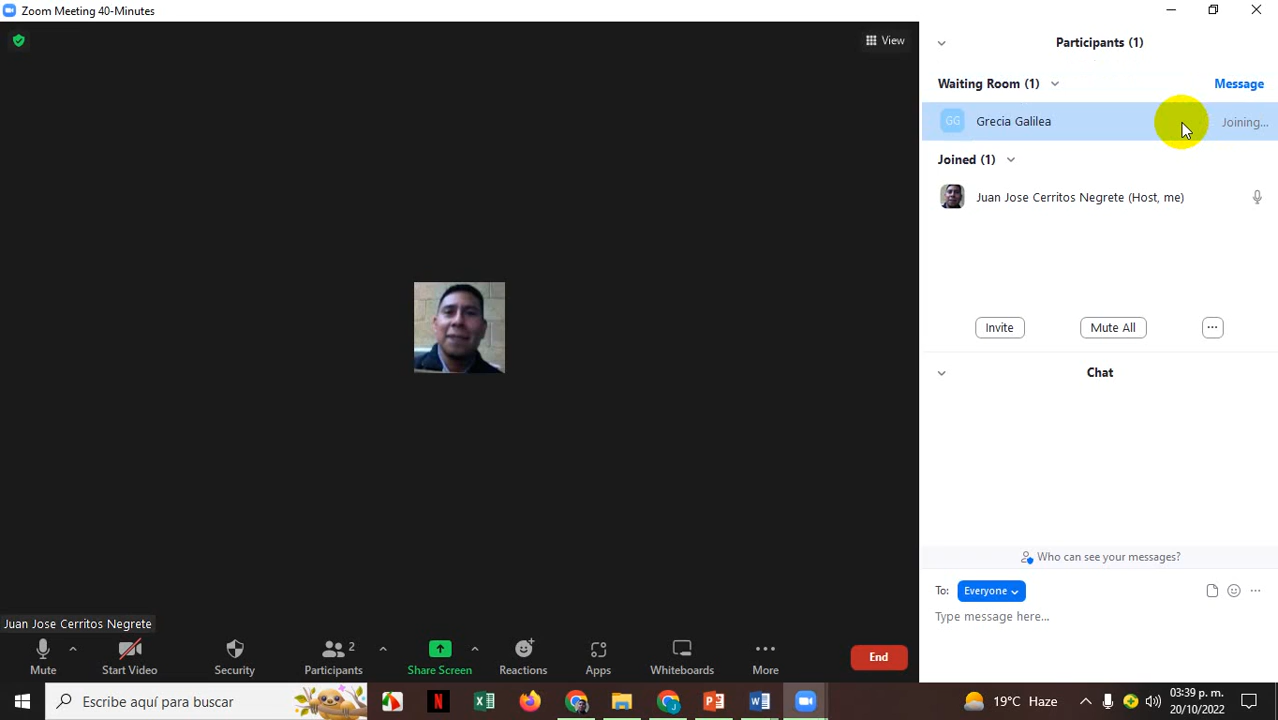 Zoom Meeting 40-Minutes
View
Participants (1)
Waiting Room (1)
Message
GG
Grecia Galilea
Joining...
Joined (1)
Juan Jose Cerritos Negrete (Host, me)
Invite
Mute All
...
Chat
Who can see your messages?
To:
Everyone
Type message here...
Juan Jose Cerritos Negrete
Mute
Start Video
Security
Participants
2
Share Screen
Reactions
Apps
Whiteboards
More
End
Escribe aquí para buscar
19°C Haze
03:39 p. m.
20/10/2022